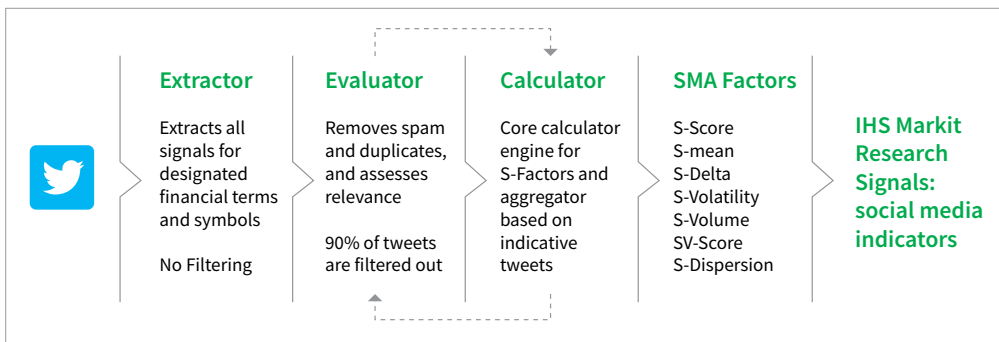 Extractor
Extracts all
signals for
designated
financial terms
and symbols
No Filtering
Evaluator
Removes spam
and duplicates,
and assesses
relevance
90% of tweets
are filtered out
Calculator
Core calculator
engine for
S-Factors and
aggregator
based on
indicative
tweets
SMA Factors
S-Score
S-mean
S-Delta
S-Volatility
S-Volume
SV-Score
S-Dispersion
IHS Markit
Research
Signals:
social media
indicators